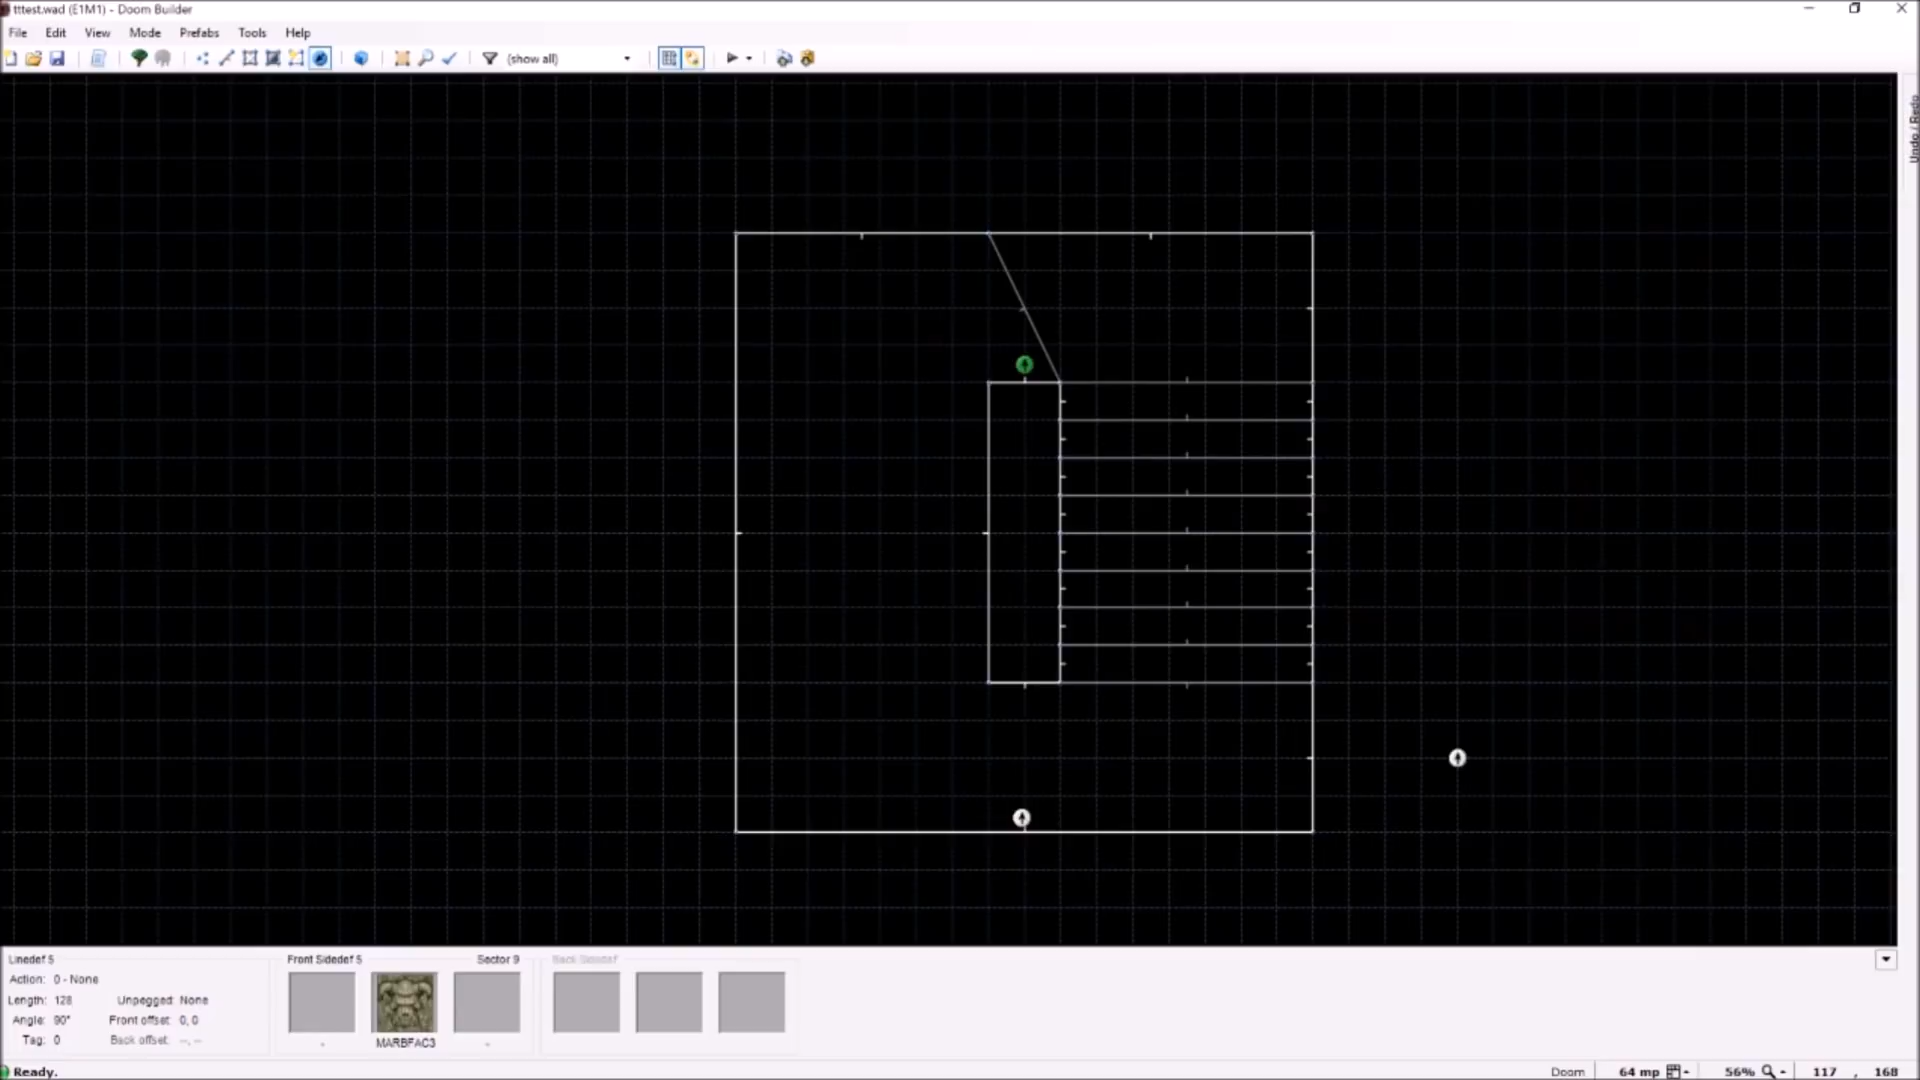 tttest.wad (E1M1) - Doom Builder
File Edit View Mode Prefabs Tools Help
(show all)
Undo / Redo
Linedef 5
Action: 0 - None
Length: 128 Unpegged: None
Angle: 90° Front offset: 0, 0
Tag: 0 Back offset: --, --
Front Sidedef 5 Sector 9
- MARBFAC3 -
Back Sidedef
Ready.
Doom 64 mp 56% 117 , 168